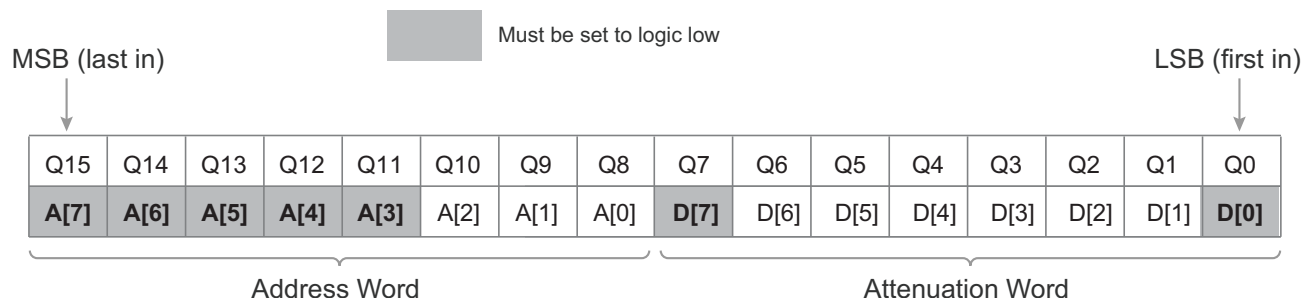 Must be set to logic low
MSB (last in)
LSB (first in)
Q15 Q14 Q13 Q12 Q11 Q10 Q9 Q8 Q7 Q6 Q5 Q4 Q3 Q2 Q1 Q0
A[7] A[6] A[5] A[4] A[3] A[2] A[1] A[0] D[7] D[6] D[5] D[4] D[3] D[2] D[1] D[0]
Address Word
Attenuation Word